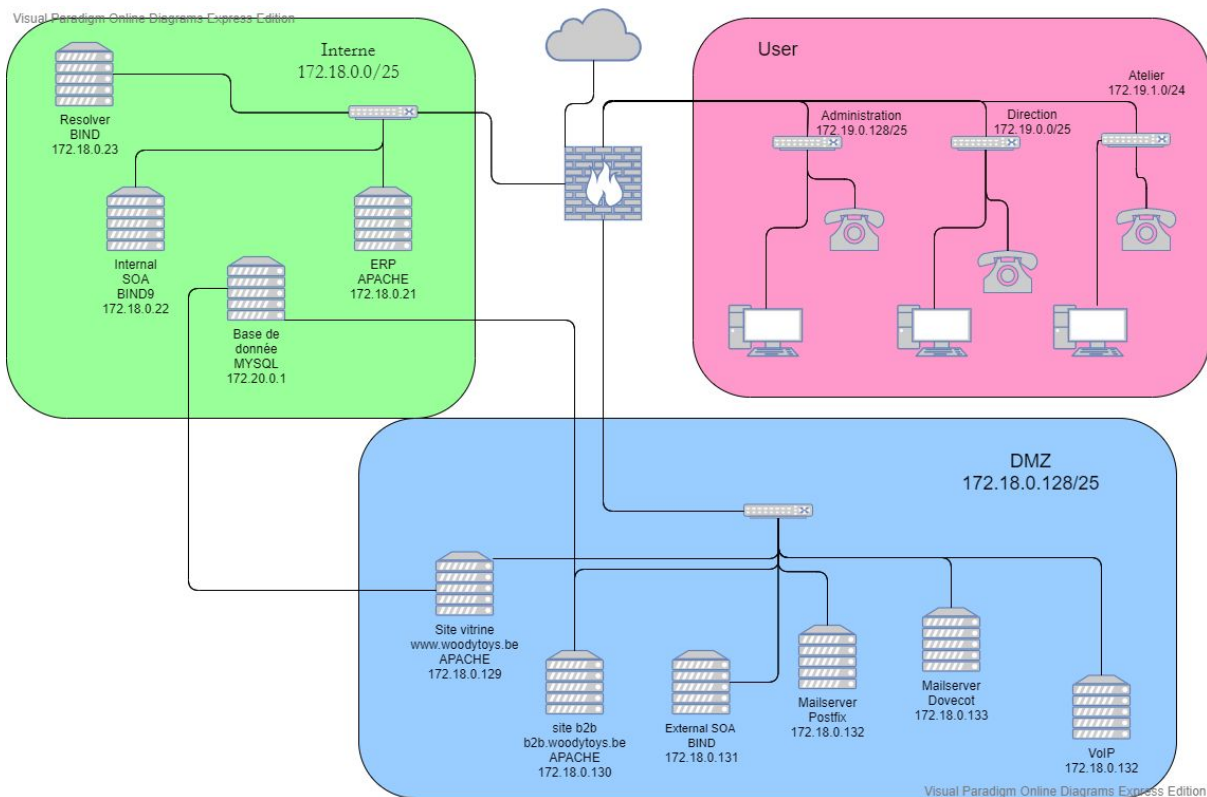 Visual Paradigm Online Diagrams Express Edition
Interne
172.18.0.0/25
Resolver
BIND
172.18.0.23
Internal
SOA
BIND9
172.18.0.22
ERP
APACHE
172.18.0.21
Base de
donnée
MYSQL
172.20.0.1
User
Administration
172.19.0.128/25
Direction
172.19.0.0/25
Atelier
172.19.1.0/24
DMZ
172.18.0.128/25
Site vitrine
www.woodytoys.be
APACHE
172.18.0.129
site b2b
b2b.woodytoys.be
APACHE
172.18.0.130
External SOA
BIND
172.18.0.131
Mailserver
Postfix
172.18.0.132
Mailserver
Dovecot
172.18.0.133
VoIP
172.18.0.132
Visual Paradigm Online Diagrams Express Edition